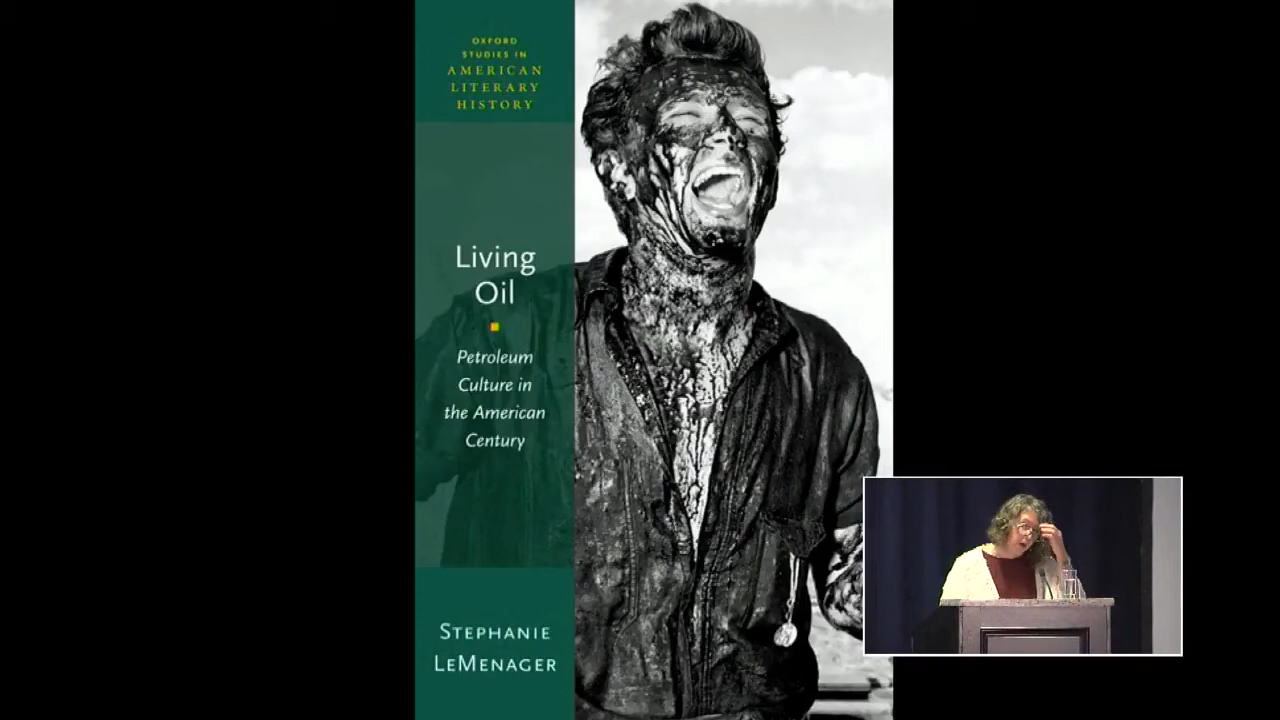 OXFORD
STUDIES IN
AMERICAN
LITERARY
HISTORY
Living
Oil
Petroleum
Culture in
the American
Century
STEPHANIE
LEMENAGER